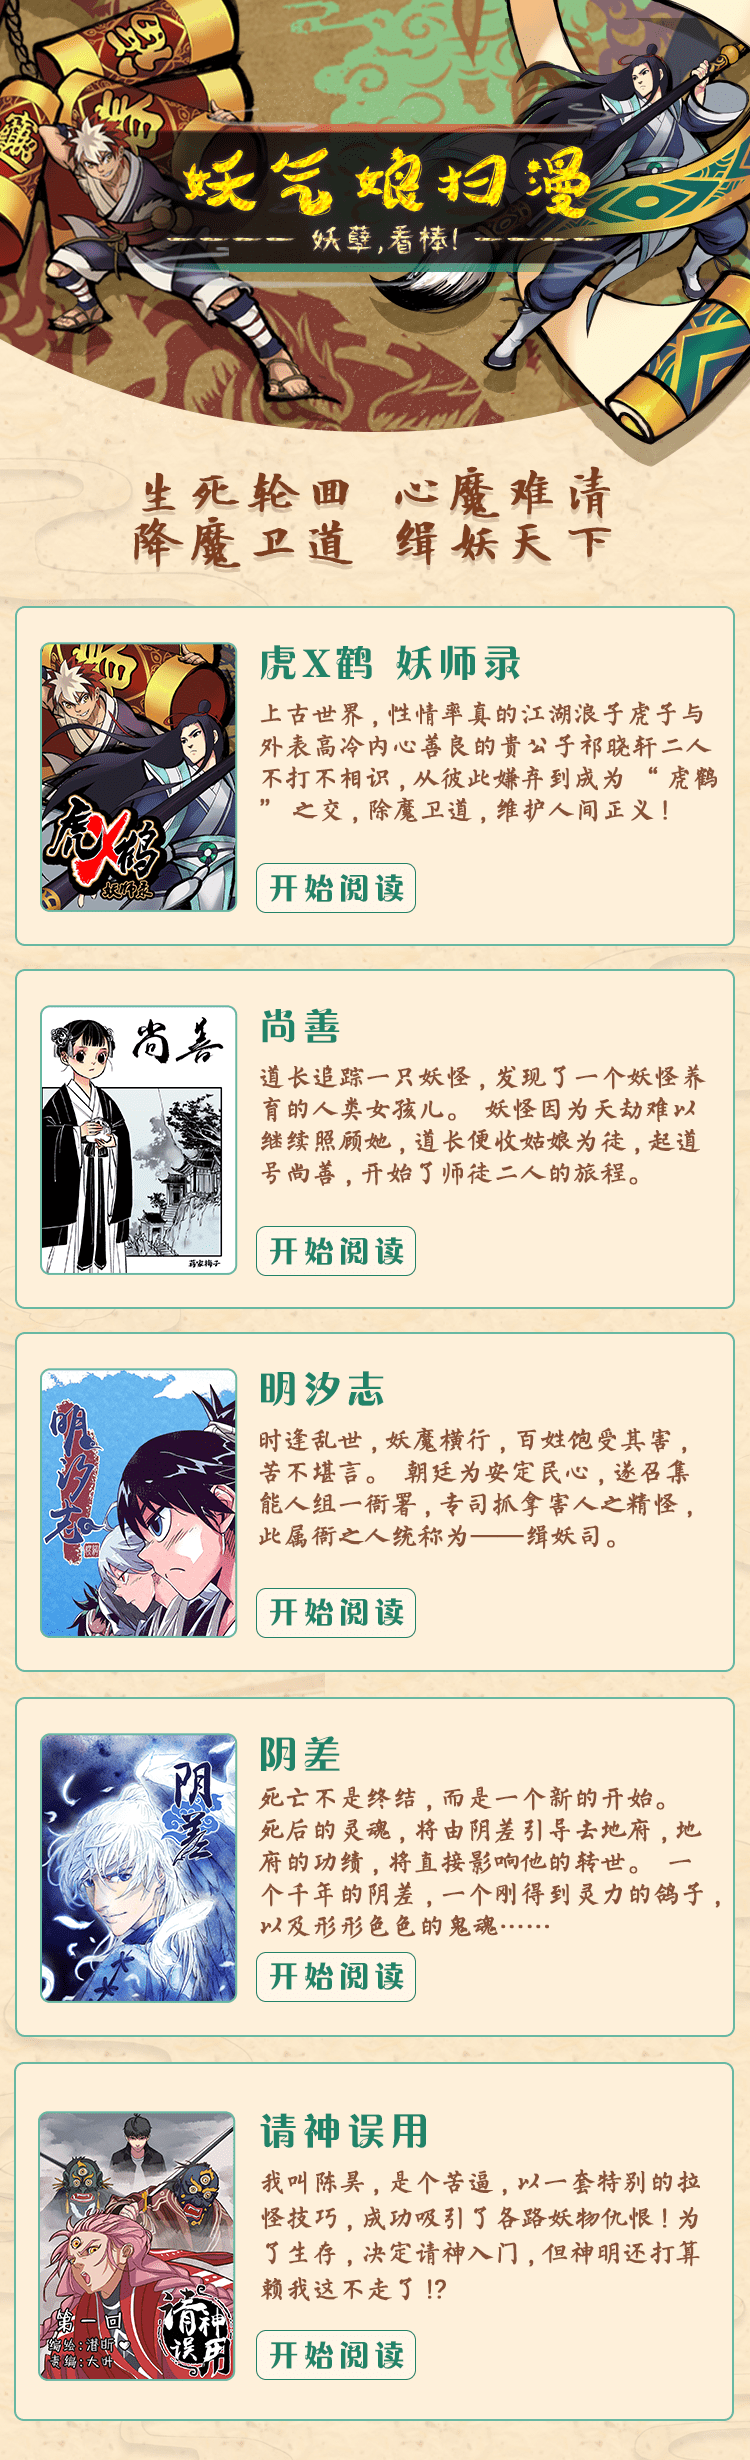 妖气娘扫漫
妖孽,看棒!
生死轮回 心魔难清
降魔卫道 缉妖天下
虎X鹤
妖师录
虎X鹤 妖师录
上古世界,性情率真的江湖浪子虎子与
外表高冷内心善良的贵公子祁晓轩二人
不打不相识,从彼此嫌弃到成为“虎鹤
”之交,除魔卫道,维护人间正义!
开始阅读
尚善
尚善
道长追踪一只妖怪,发现了一个妖怪养
育的人类女孩儿。 妖怪因为天劫难以
继续照顾她,道长便收姑娘为徒,起道
号尚善,开始了师徒二人的旅程。
开始阅读
明汐志
明汐志
时逢乱世,妖魔横行,百姓饱受其害,
苦不堪言。 朝廷为安定民心,遂召集
能人组一衙署,专司抓拿害人之精怪,
此属衙之人统称为——缉妖司。
开始阅读
阴差
阴差
死亡不是终结,而是一个新的开始。
死后的灵魂,将由阴差引导去地府,地
府的功绩,将直接影响他的转世。 一
个千年的阴差,一个刚得到灵力的鸽子,
以及形形色色的鬼魂……
开始阅读
第一回
编绘:潜昕
责编:大叶
请神误用
请神误用
我叫陈昊,是个苦逼,以一套特别的拉
怪技巧,成功吸引了各路妖物仇恨!为
了生存,决定请神入门,但神明还打算
赖我这不走了!?
开始阅读